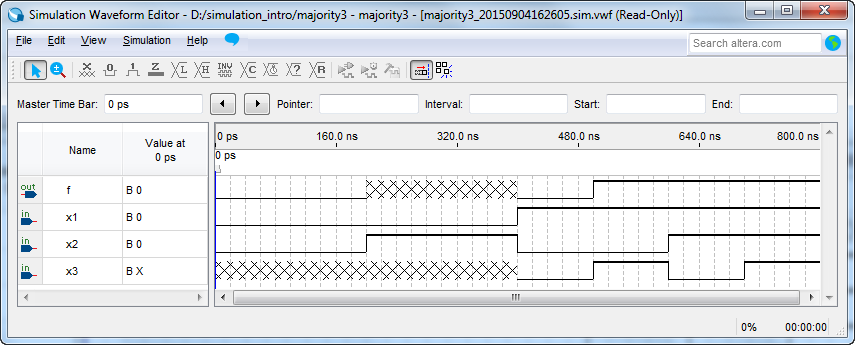 Simulation Waveform Editor - D:/simulation_intro/majority3 - majority3 - [majority3_20150904162605.sim.vwf (Read-Only)]
File Edit View Simulation Help
Search altera.com
0 1 Z L H INV C ? R
Master Time Bar: 0 ps Pointer: Interval: Start: End:
Name
Value at
0 ps
0 ps 160.0 ns 320.0 ns 480.0 ns 640.0 ns 800.0 ns
0 ps
out f B 0
in x1 B 0
in x2 B 0
in x3 B X
0% 00:00:00